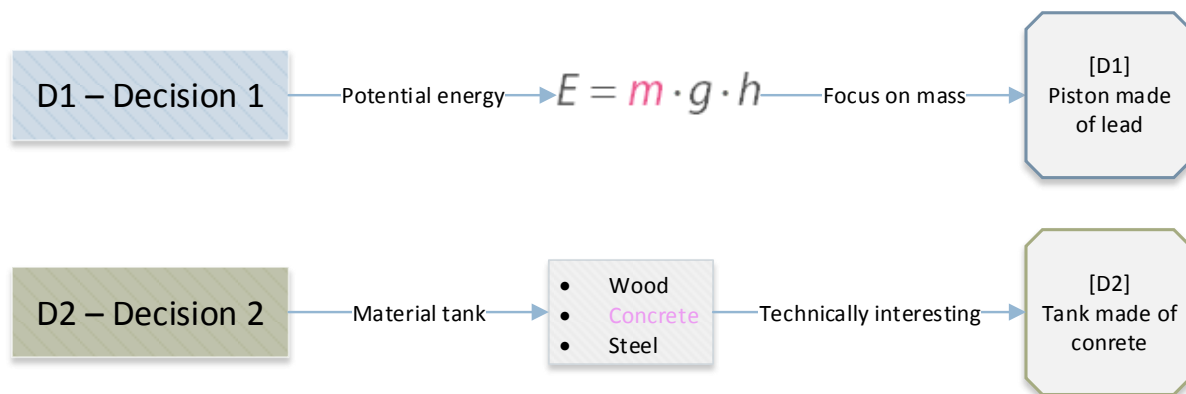 D1 – Decision 1
Potential energy
E = m · g · h
Focus on mass
[D1]
Piston made
of lead
D2 – Decision 2
Material tank
• Wood
• Concrete
• Steel
Technically interesting
[D2]
Tank made of
conrete